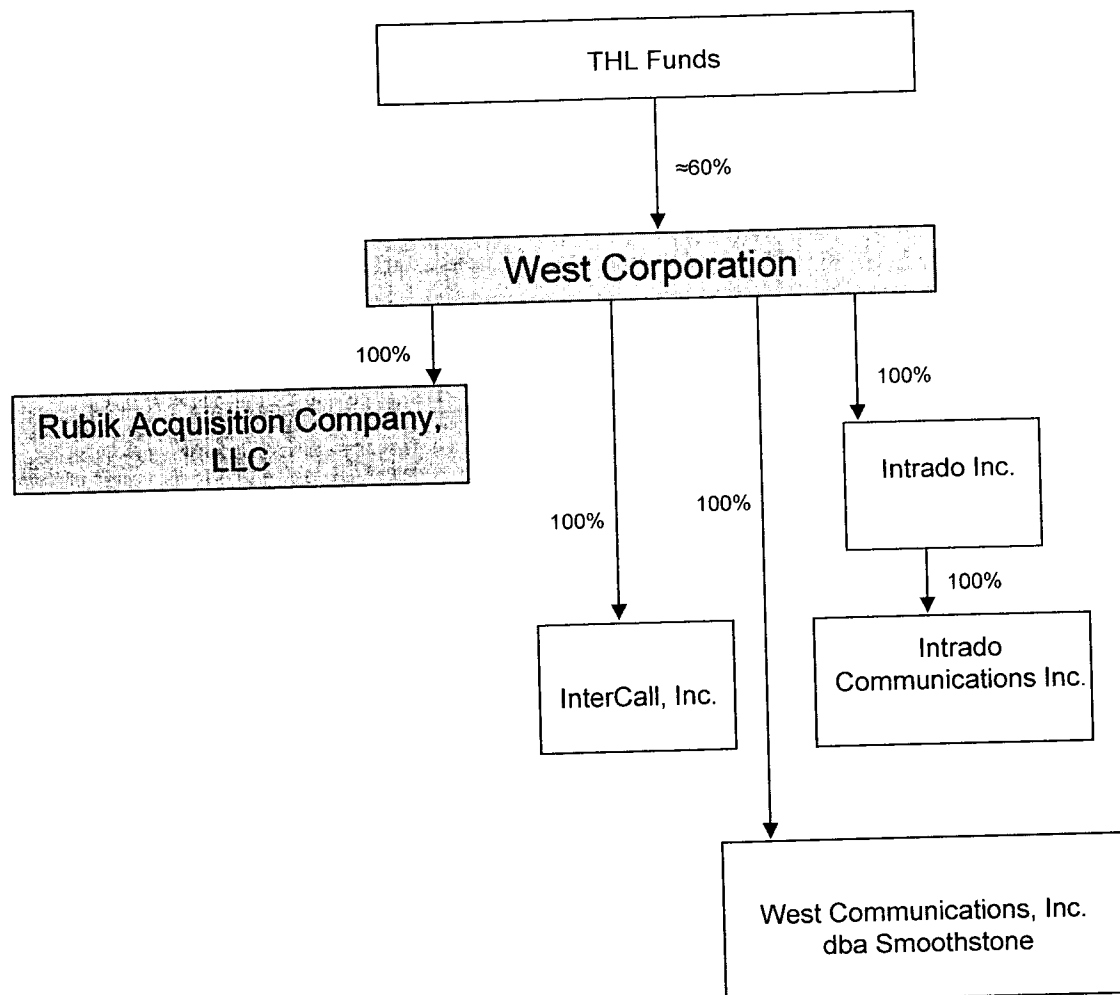 THL Funds
≈60%
West Corporation
100%
Rubik Acquisition Company,
LLC
100%
Intrado Inc.
100%
100%
100%
Intrado
Communications Inc.
InterCall, Inc.
West Communications, Inc.
dba Smoothstone